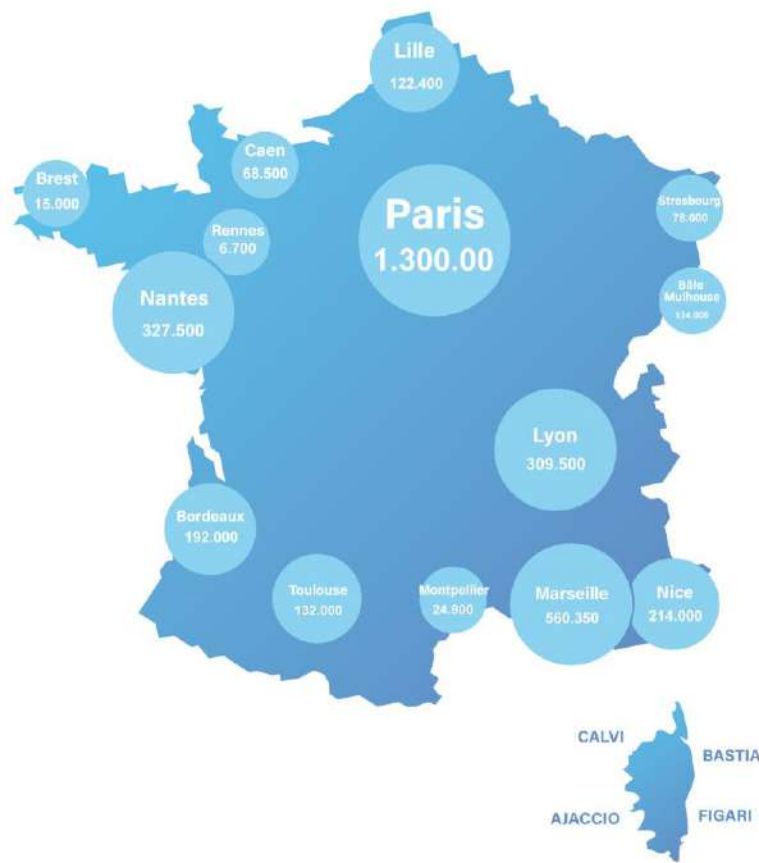 Lille
122.400
Caen
68.500
Brest
15.000
Paris
1.300.00
Strasbourg
78.000
Rennes
6.700
Nantes
327.500
Bâle
Mulhouse
Lyon
309.500
Bordeaux
192.000
Toulouse
132.000
Montpellier
24.900
Marseille
560.350
Nice
214.000
CALVI
BASTIA
AJACCIO
FIGARI